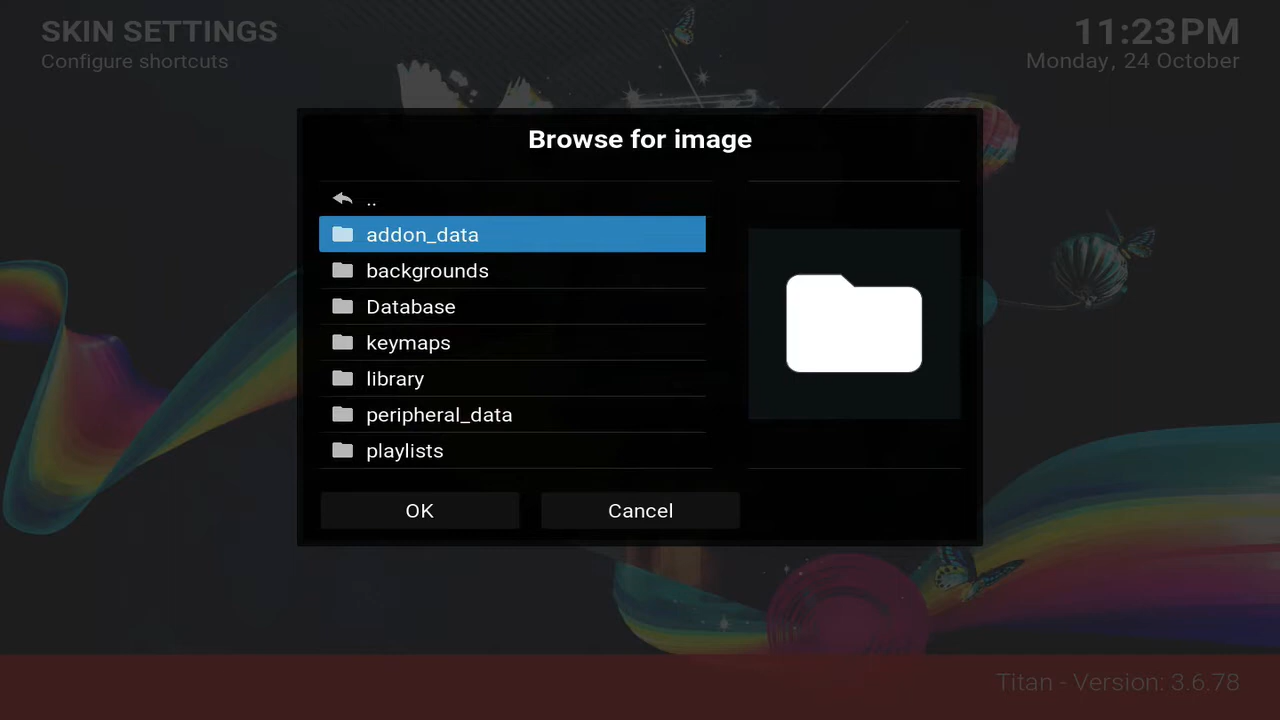 SKIN SETTINGS
Configure shortcuts
11:23PM
Monday, 24 October
Browse for image
..
addon_data
backgrounds
Database
keymaps
library
peripheral_data
playlists
OK
Cancel
Titan - Version: 3.6.78